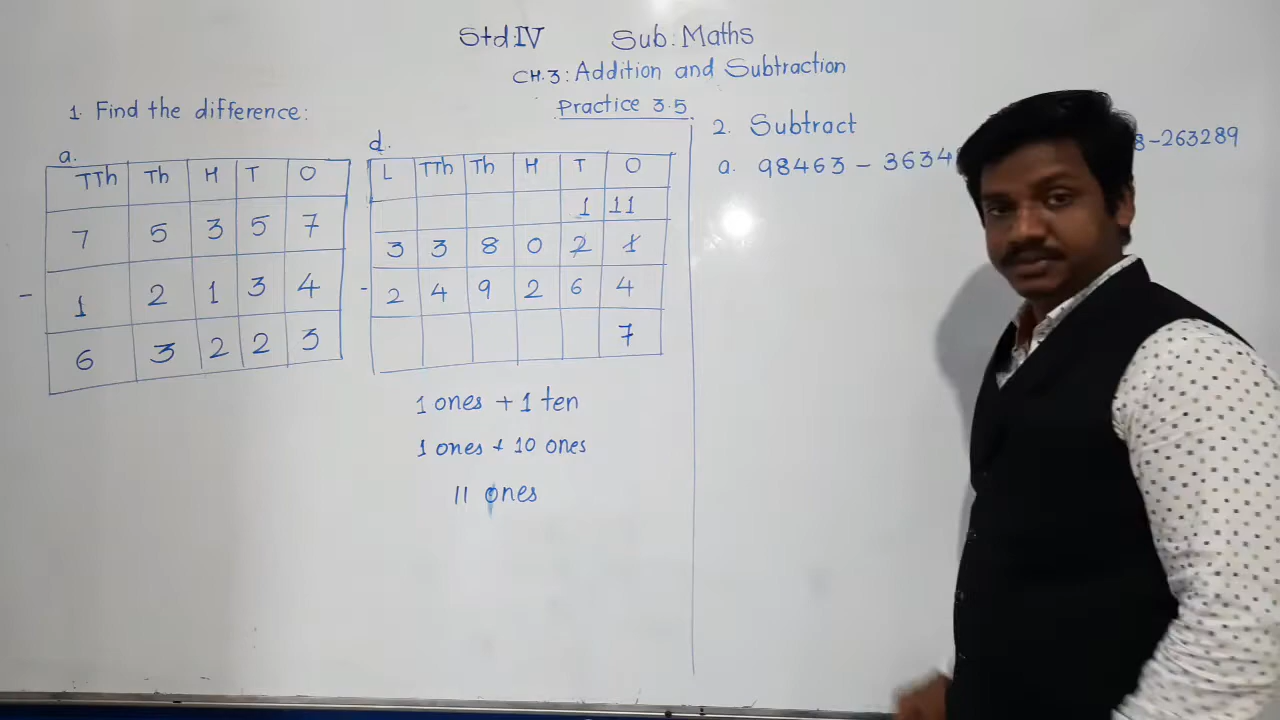 Std:IV Sub: Maths
CH.3: Addition and Subtraction
Practice 3.5
1. Find the difference:
a.
TTh Th H T O
7 5 3 5 7
- 1 2 1 3 4
6 3 2 2 3
d.
L TTh Th H T O
1 11
3 3 8 0 2 1
- 2 4 9 2 6 4
7
1 ones + 1 ten
1 ones + 10 ones
11 ones
2. Subtract
a. 98463 - 3634
8-263289